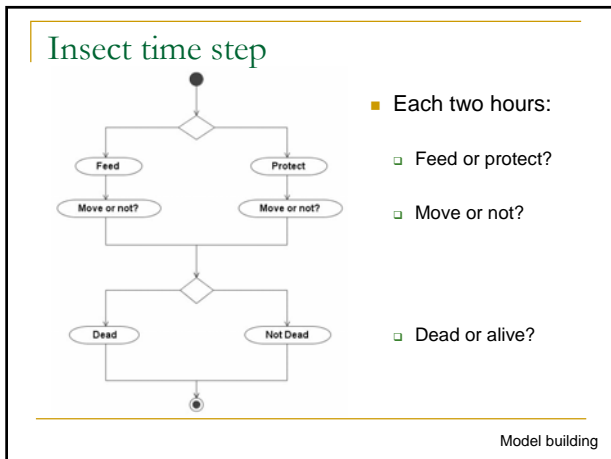 Insect time step
Feed
Protect
Move or not?
Move or not?
Dead
Not Dead
Each two hours:
Feed or protect?
Move or not?
Dead or alive?
Model building